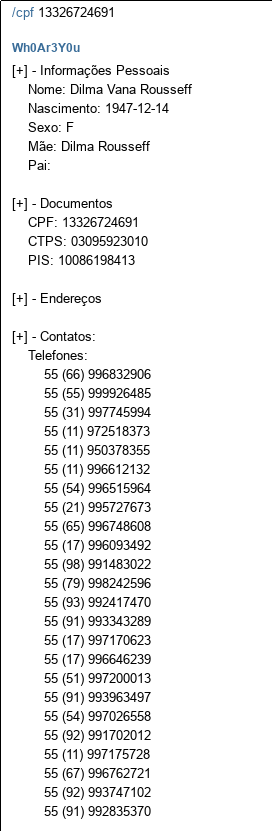 /cpf 13326724691
Wh0Ar3Y0u
[+] - Informações Pessoais
Nome: Dilma Vana Rousseff
Nascimento: 1947-12-14
Sexo: F
Mãe: Dilma Rousseff
Pai:
[+] - Documentos
CPF: 13326724691
CTPS: 03095923010
PIS: 10086198413
[+] - Endereços
[+] - Contatos:
Telefones:
55 (66) 996832906
55 (55) 999926485
55 (31) 997745994
55 (11) 972518373
55 (11) 950378355
55 (11) 996612132
55 (54) 996515964
55 (21) 995727673
55 (65) 996748608
55 (17) 996093492
55 (98) 991483022
55 (79) 998242596
55 (93) 992417470
55 (91) 993343289
55 (17) 997170623
55 (17) 996646239
55 (51) 997200013
55 (91) 993963497
55 (54) 997026558
55 (92) 991702012
55 (11) 997175728
55 (67) 996762721
55 (92) 993747102
55 (91) 992835370